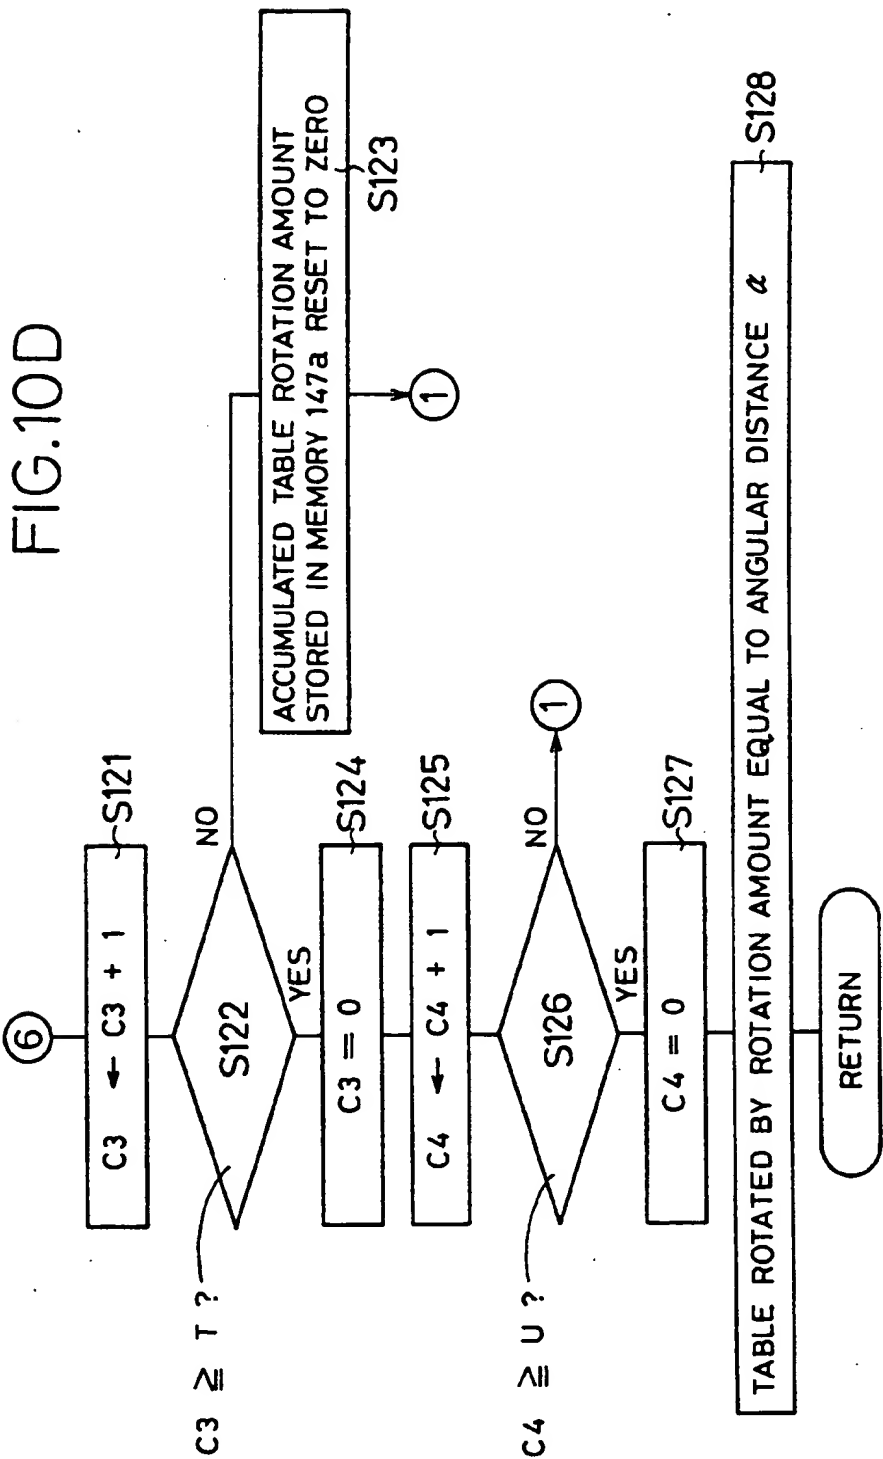 FIG.10D
6
C3 ← C3 + 1
S121
C3 ≧ T ?
S122
NO
YES
ACCUMULATED TABLE ROTATION AMOUNT
STORED IN MEMORY 147a RESET TO ZERO
S123
1
C3 = 0
S124
C4 ← C4 + 1
S125
C4 ≧ U ?
S126
NO
1
YES
C4 = 0
S127
TABLE ROTATED BY ROTATION AMOUNT EQUAL TO ANGULAR DISTANCE α
S128
RETURN